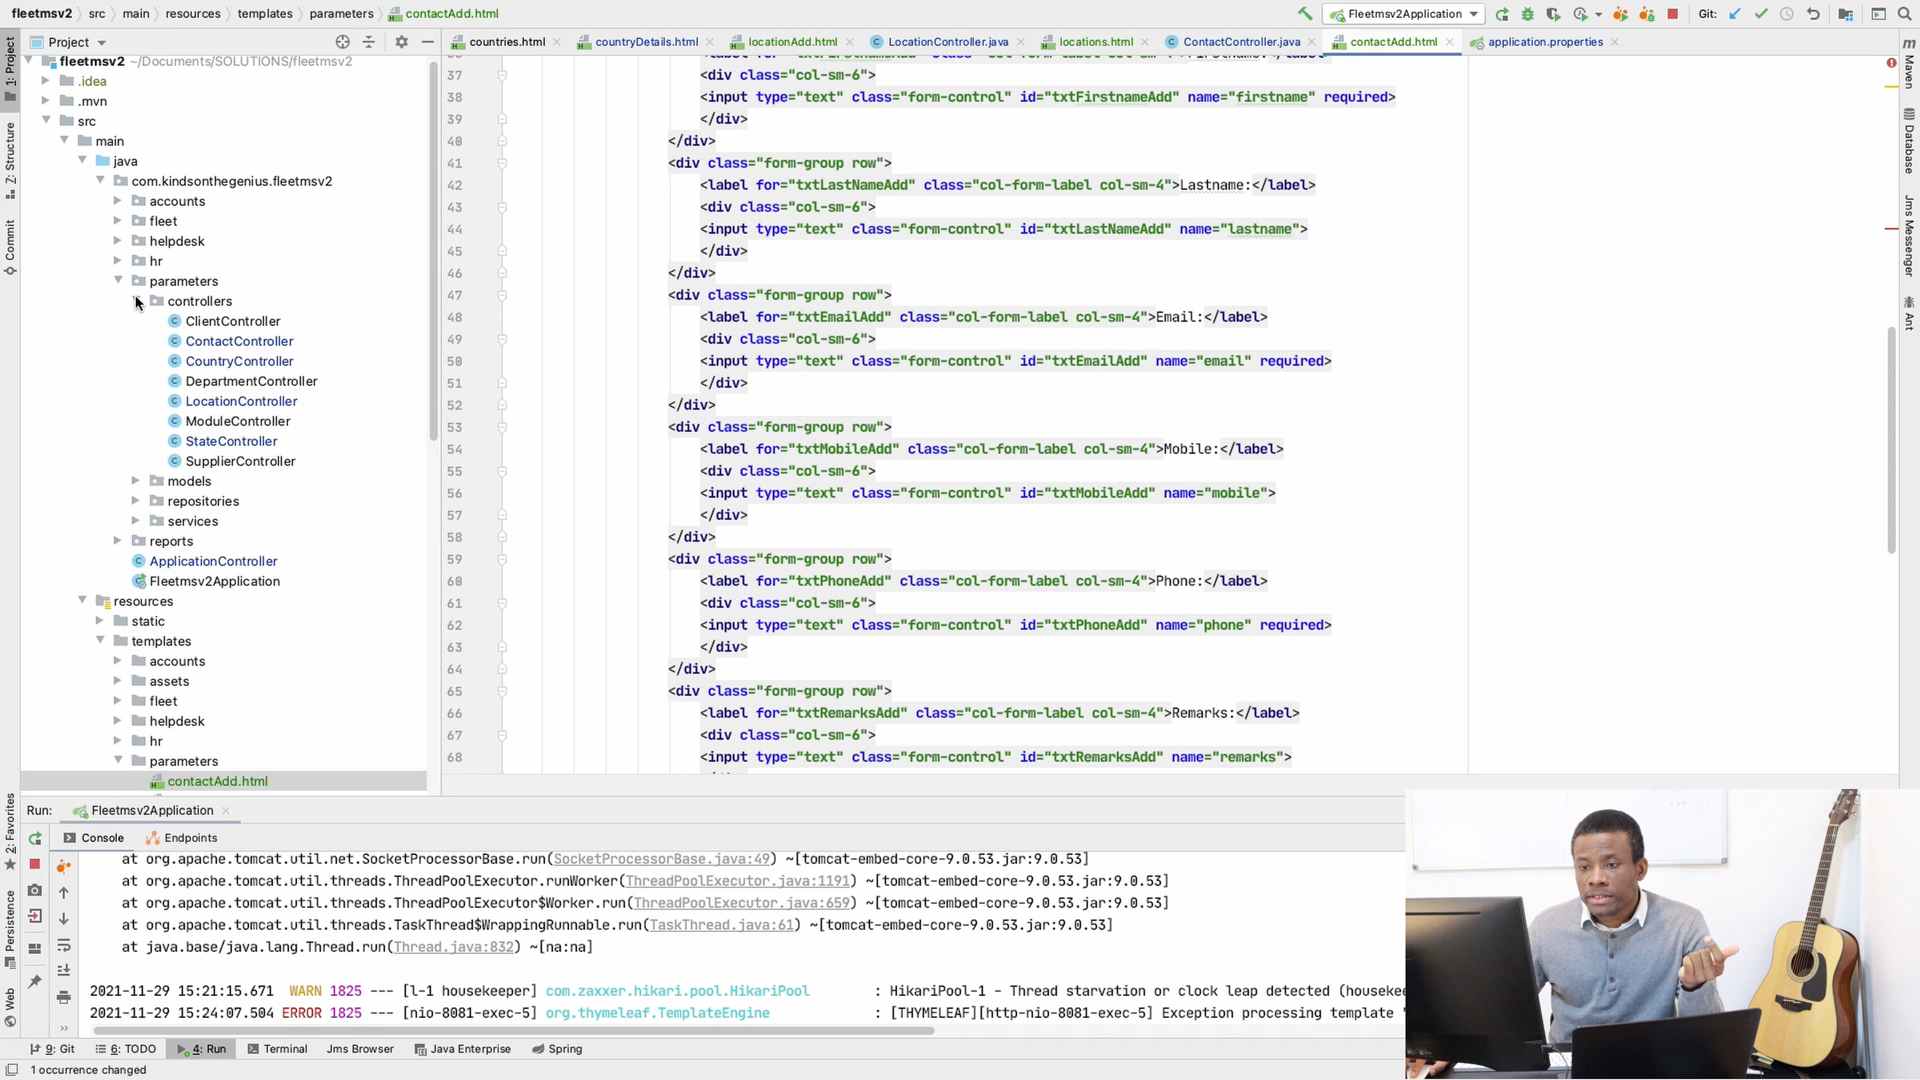 fleetmsv2 src main resources templates parameters contactAdd.html Fleetmsv2Application Git:
Project countries.html countryDetails.html locationAdd.html LocationController.java locations.html ContactController.java contactAdd.html application.properties
fleetmsv2 ~/Documents/SOLUTIONS/fleetmsv2
.idea
.mvn
src
main
java
com.kindsonthegenius.fleetmsv2
accounts
fleet
helpdesk
hr
parameters
controllers
ClientController
ContactController
CountryController
DepartmentController
LocationController
ModuleController
StateController
SupplierController
models
repositories
services
reports
ApplicationController
Fleetmsv2Application
resources
static
templates
accounts
assets
fleet
helpdesk
hr
parameters
contactAdd.html
37 <div class="col-sm-6">
38 <input type="text" class="form-control" id="txtFirstnameAdd" name="firstname" required>
39 </div>
40 </div>
41 <div class="form-group row">
42 <label for="txtLastNameAdd" class="col-form-label col-sm-4">Lastname:</label>
43 <div class="col-sm-6">
44 <input type="text" class="form-control" id="txtLastNameAdd" name="lastname">
45 </div>
46 </div>
47 <div class="form-group row">
48 <label for="txtEmailAdd" class="col-form-label col-sm-4">Email:</label>
49 <div class="col-sm-6">
50 <input type="text" class="form-control" id="txtEmailAdd" name="email" required>
51 </div>
52 </div>
53 <div class="form-group row">
54 <label for="txtMobileAdd" class="col-form-label col-sm-4">Mobile:</label>
55 <div class="col-sm-6">
56 <input type="text" class="form-control" id="txtMobileAdd" name="mobile">
57 </div>
58 </div>
59 <div class="form-group row">
60 <label for="txtPhoneAdd" class="col-form-label col-sm-4">Phone:</label>
61 <div class="col-sm-6">
62 <input type="text" class="form-control" id="txtPhoneAdd" name="phone" required>
63 </div>
64 </div>
65 <div class="form-group row">
66 <label for="txtRemarksAdd" class="col-form-label col-sm-4">Remarks:</label>
67 <div class="col-sm-6">
68 <input type="text" class="form-control" id="txtRemarksAdd" name="remarks">
1: Project
7: Structure
Commit
2: Favorites
Persistence
Web
Maven
Database
Jms Messenger
Ant
Run: Fleetmsv2Application
Console Endpoints
at org.apache.tomcat.util.net.SocketProcessorBase.run(SocketProcessorBase.java:49) ~[tomcat-embed-core-9.0.53.jar:9.0.53]
at org.apache.tomcat.util.threads.ThreadPoolExecutor.runWorker(ThreadPoolExecutor.java:1191) ~[tomcat-embed-core-9.0.53.jar:9.0.53]
at org.apache.tomcat.util.threads.ThreadPoolExecutor$Worker.run(ThreadPoolExecutor.java:659) ~[tomcat-embed-core-9.0.53.jar:9.0.53]
at org.apache.tomcat.util.threads.TaskThread$WrappingRunnable.run(TaskThread.java:61) ~[tomcat-embed-core-9.0.53.jar:9.0.53]
at java.base/java.lang.Thread.run(Thread.java:832) ~[na:na]
2021-11-29 15:21:15.671 WARN 1825 --- [l-1 housekeeper] com.zaxxer.hikari.pool.HikariPool : HikariPool-1 - Thread starvation or clock leap detected (houseke
2021-11-29 15:24:07.504 ERROR 1825 --- [nio-8081-exec-5] org.thymeleaf.TemplateEngine : [THYMELEAF][http-nio-8081-exec-5] Exception processing template
9: Git 6: TODO 4: Run Terminal Jms Browser Java Enterprise Spring
1 occurrence changed